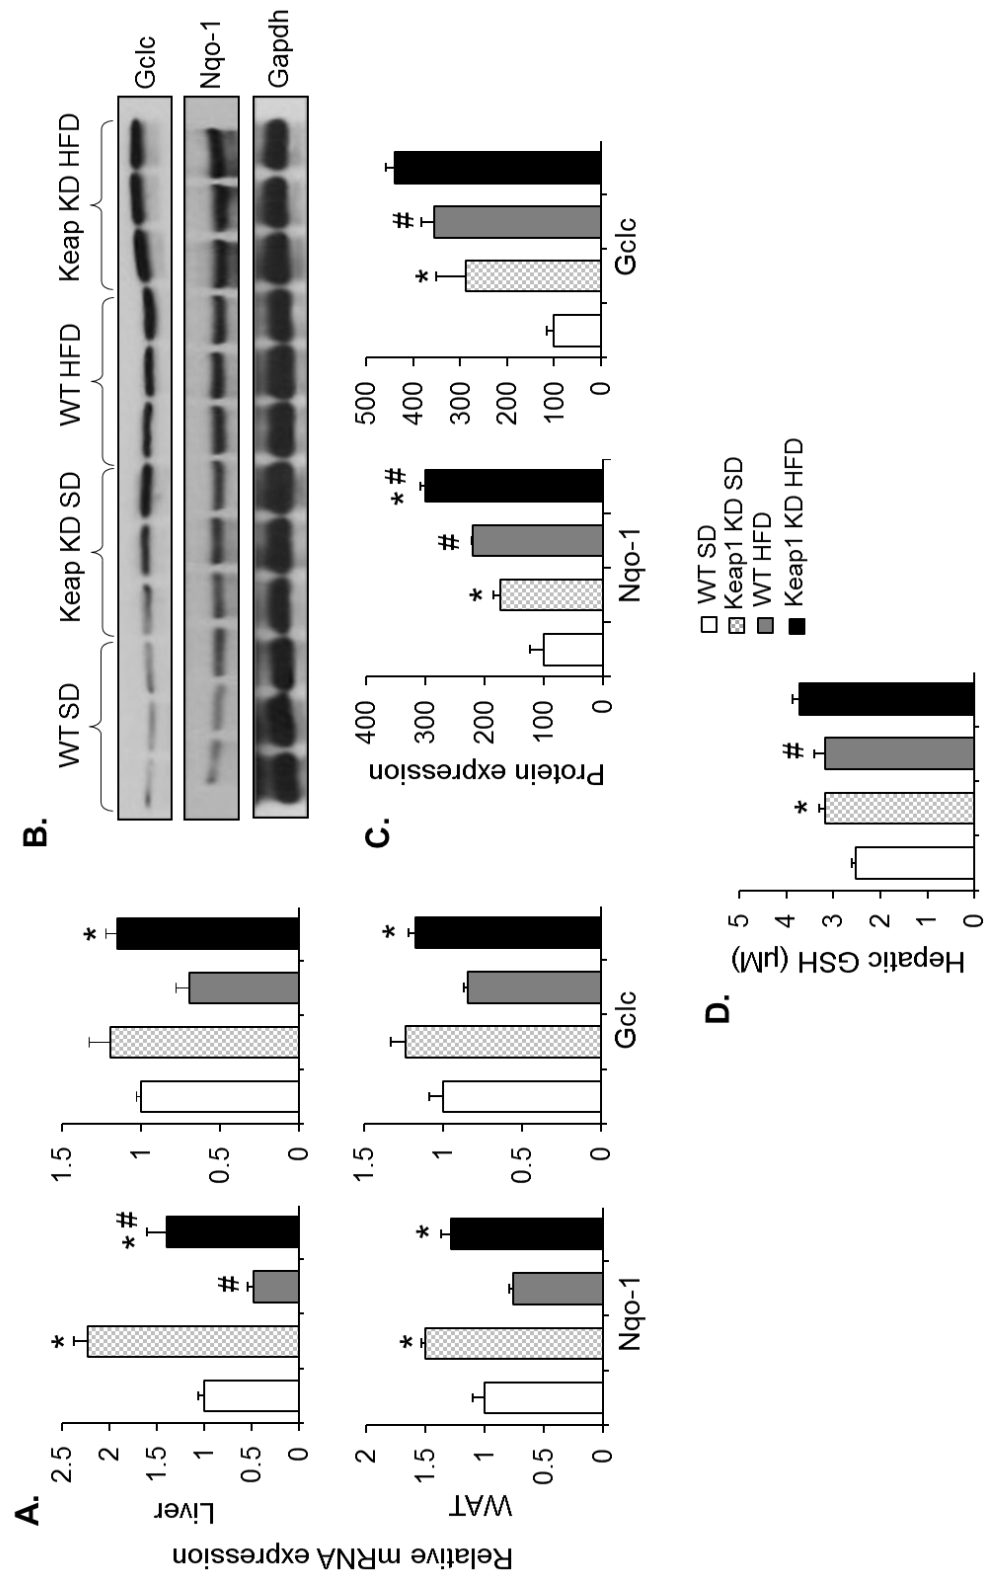 A.
Relative mRNA expression
Liver
2.5
2
1.5
1
0.5
0
*
#
* #
1.5
1
0.5
0
*
WAT
2
1.5
1
0.5
0
*
*
Nqo-1
1.5
1
0.5
0
*
Gclc
B.
WT SD
Keap KD SD
WT HFD
Keap KD HFD
Gclc
Nqo-1
Gapdh
C.
Protein expression
400
300
200
100
0
*
#
* #
Nqo-1
500
400
300
200
100
0
*
#
Gclc
D.
Hepatic GSH (µM)
5
4
3
2
1
0
*
#
WT SD
Keap1 KD SD
WT HFD
Keap1 KD HFD